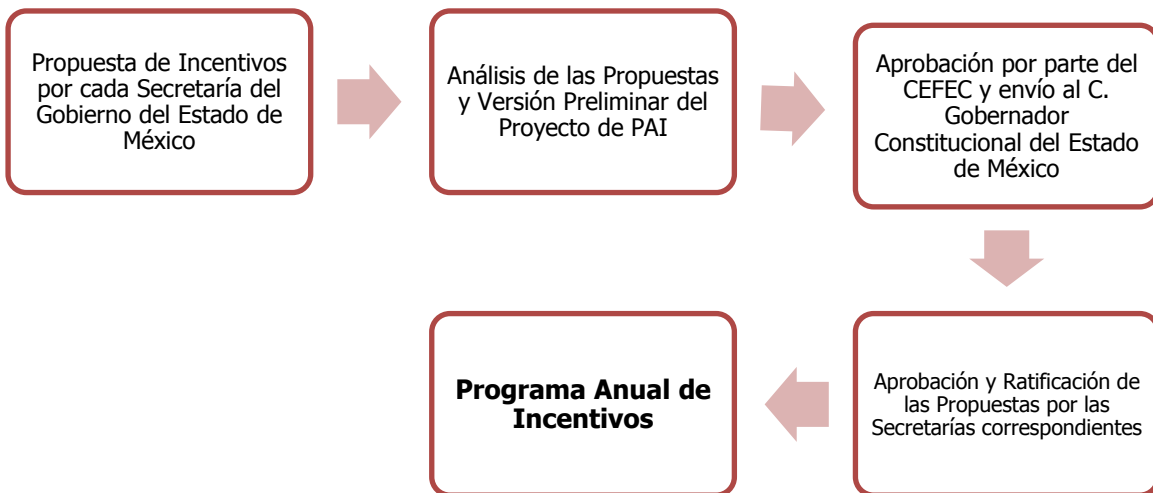 Propuesta de Incentivos
por cada Secretaría del
Gobierno del Estado de
México
Análisis de las Propuestas
y Versión Preliminar del
Proyecto de PAI
Aprobación por parte del
CEFEC y envío al C.
Gobernador
Constitucional del Estado
de México
Aprobación y Ratificación de
las Propuestas por las
Secretarías correspondientes
Programa Anual de
Incentivos